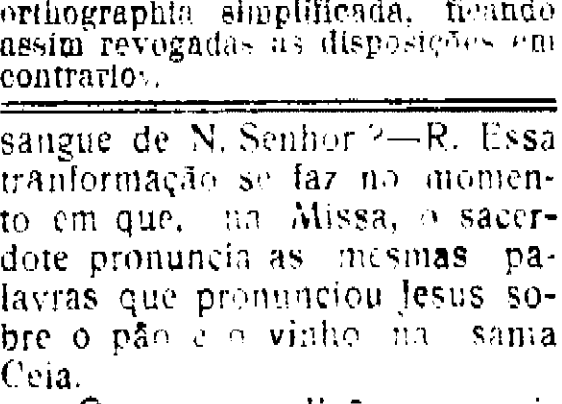 orthographia simplificada, ficando
assim revogadas as disposições em
contrario.
sangue de N. Senhor ?—R. Essa
tranformação se faz no momen-
to em que, na Missa, o sacer-
dote pronuncia as mesmas pa-
lavras que pronunciou Jesus so-
bre o pão e o vinho na santa
Ceia.